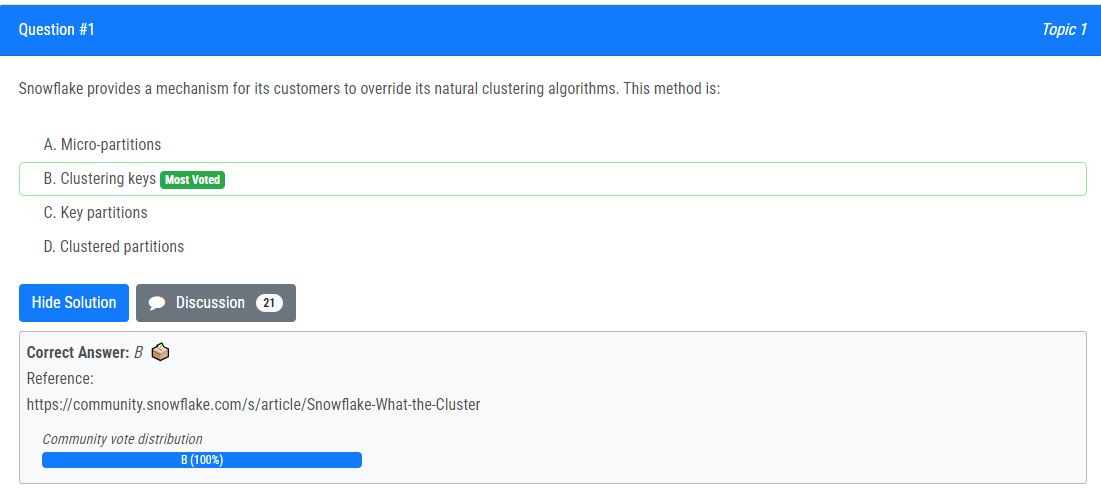 Question #1 Topic 1
Snowflake provides a mechanism for its customers to override its natural clustering algorithms. This method is:
A. Micro-partitions
B. Clustering keys Most Voted
C. Key partitions
D. Clustered partitions
Hide Solution Discussion 21
Correct Answer: B
Reference:
https://community.snowflake.com/s/article/Snowflake-What-the-Cluster
Community vote distribution
B (100%)